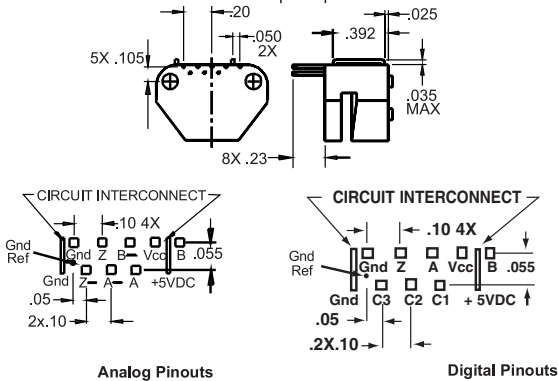 .20
.025
.050
2X
.392
5X .105
.035
MAX
8X .23
CIRCUIT INTERCONNECT
.10 4X
Gnd
Ref
Gnd Z B– Vcc B
.055
Gnd Z– A– A +5VDC
.05
2x.10
Analog Pinouts
CIRCUIT INTERCONNECT
.10 4X
Gnd
Ref
Gnd Z A Vcc B
.055
Gnd C3 C2 C1 + 5VDC
.05
.2X.10
Digital Pinouts